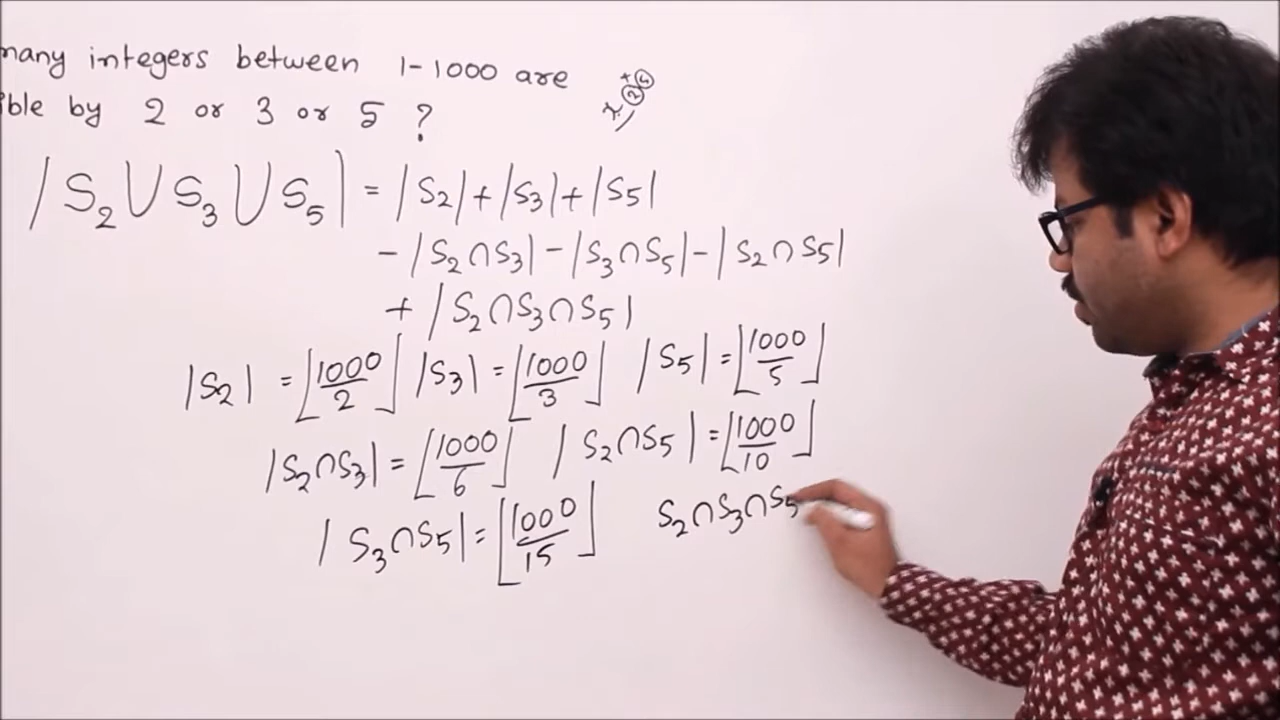 many integers between 1-1000 are
ible by 2 or 3 or 5 ?
|S₂ ∪ S₃ ∪ S₅| = |S₂| + |S₃| + |S₅|
- |S₂∩S₃| - |S₃∩S₅| - |S₂∩S₅|
+ |S₂∩S₃∩S₅|
|S₂| = ⌊1000/2⌋ |S₃| = ⌊1000/3⌋ |S₅| = ⌊1000/5⌋
|S₂∩S₃| = ⌊1000/6⌋ |S₂∩S₅| = ⌊1000/10⌋
|S₃∩S₅| = ⌊1000/15⌋ S₂∩S₃∩S₅